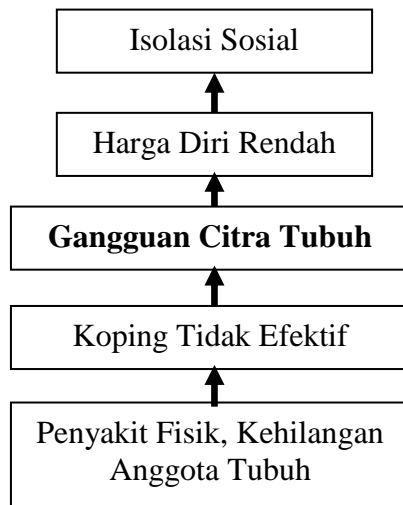 Isolasi Sosial
Harga Diri Rendah
Gangguan Citra Tubuh
Koping Tidak Efektif
Penyakit Fisik, Kehilangan
Anggota Tubuh